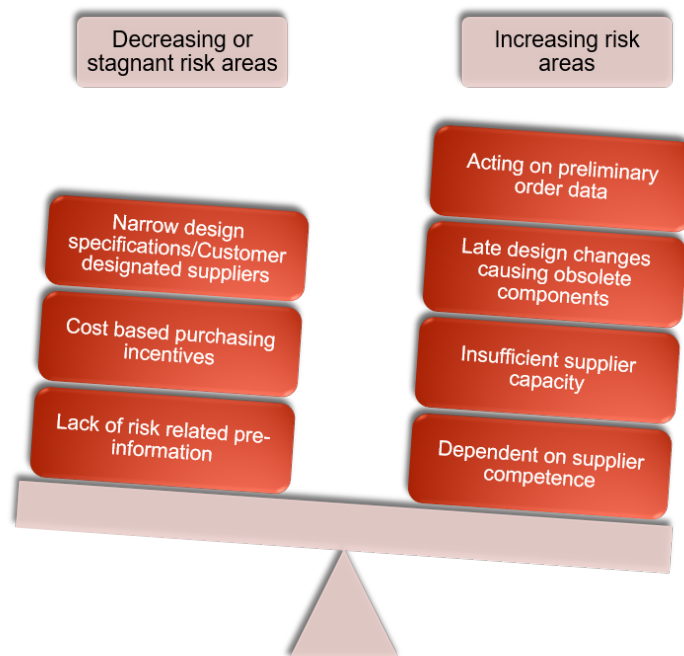 Decreasing or
stagnant risk areas
Increasing risk
areas
Narrow design
specifications/Customer
designated suppliers
Cost based purchasing
incentives
Lack of risk related pre-
information
Acting on preliminary
order data
Late design changes
causing obsolete
components
Insufficient supplier
capacity
Dependent on supplier
competence